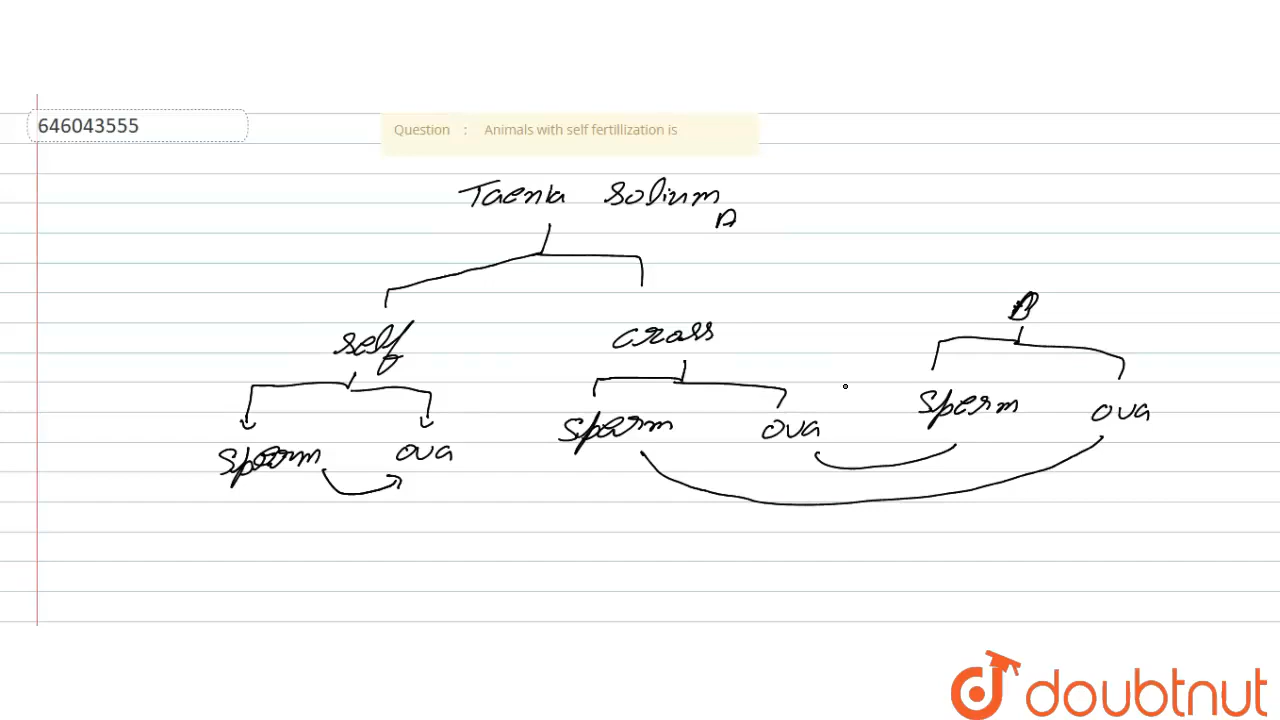 646043555
Question : Animals with self fertillization is
Taenia Solium
A
B
self
cross
sperm
ova
sperm
ova
sperm
ova
doubtnut